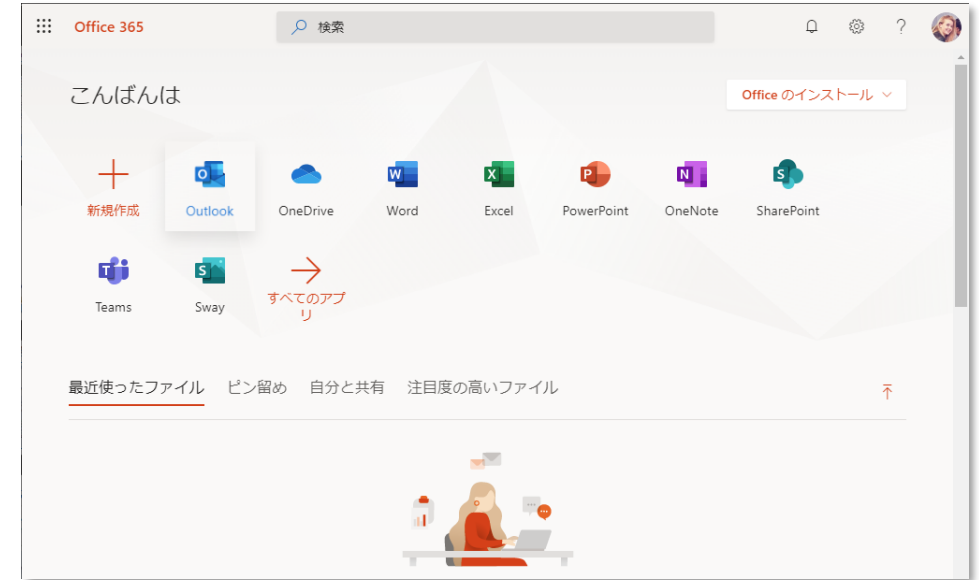 Office 365
検索
?
こんばんは
Office のインストール
新規作成
Outlook
OneDrive
Word
Excel
PowerPoint
OneNote
SharePoint
Teams
Sway
すべてのアプ
リ
最近使ったファイル ピン留め 自分と共有 注目度の高いファイル